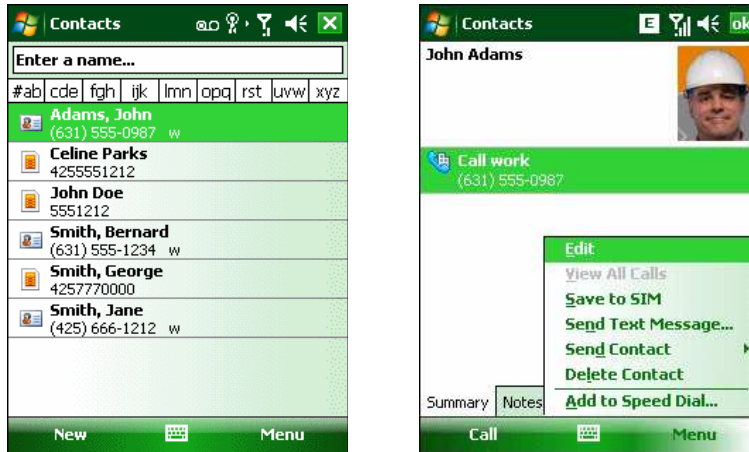 Contacts
Enter a name...
#ab cde fgh ijk lmn opq rst uvw xyz
Adams, John
(631) 555-0987 w
Celine Parks
4255551212
John Doe
5551212
Smith, Bernard
(631) 555-1234 w
Smith, George
4257770000
Smith, Jane
(425) 666-1212 w
New Menu
Contacts E ok
John Adams
Call work
(631) 555-0987
Edit
View All Calls
Save to SIM
Send Text Message...
Send Contact
Delete Contact
Add to Speed Dial...
Summary Notes
Call Menu